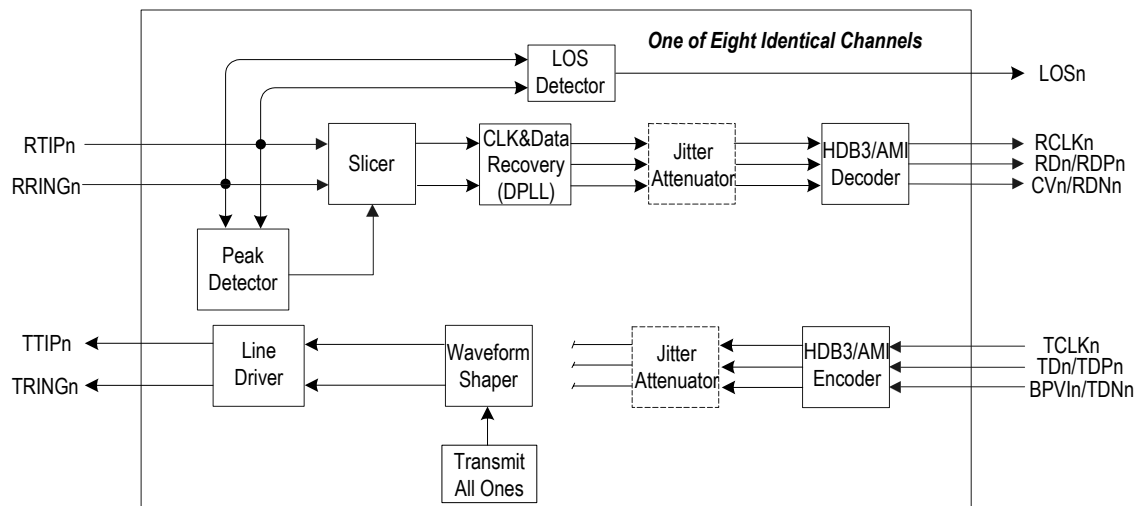 One of Eight Identical Channels
LOS
Detector
LOSn
RTIPn
RRINGn
Slicer
CLK&Data
Recovery
(DPLL)
Jitter
Attenuator
HDB3/AMI
Decoder
RCLKn
RDn/RDPn
CVn/RDNn
Peak
Detector
TTIPn
TRINGn
Line
Driver
Waveform
Shaper
Jitter
Attenuator
HDB3/AMI
Encoder
TCLKn
TDn/TDPn
BPVIn/TDNn
Transmit
All Ones